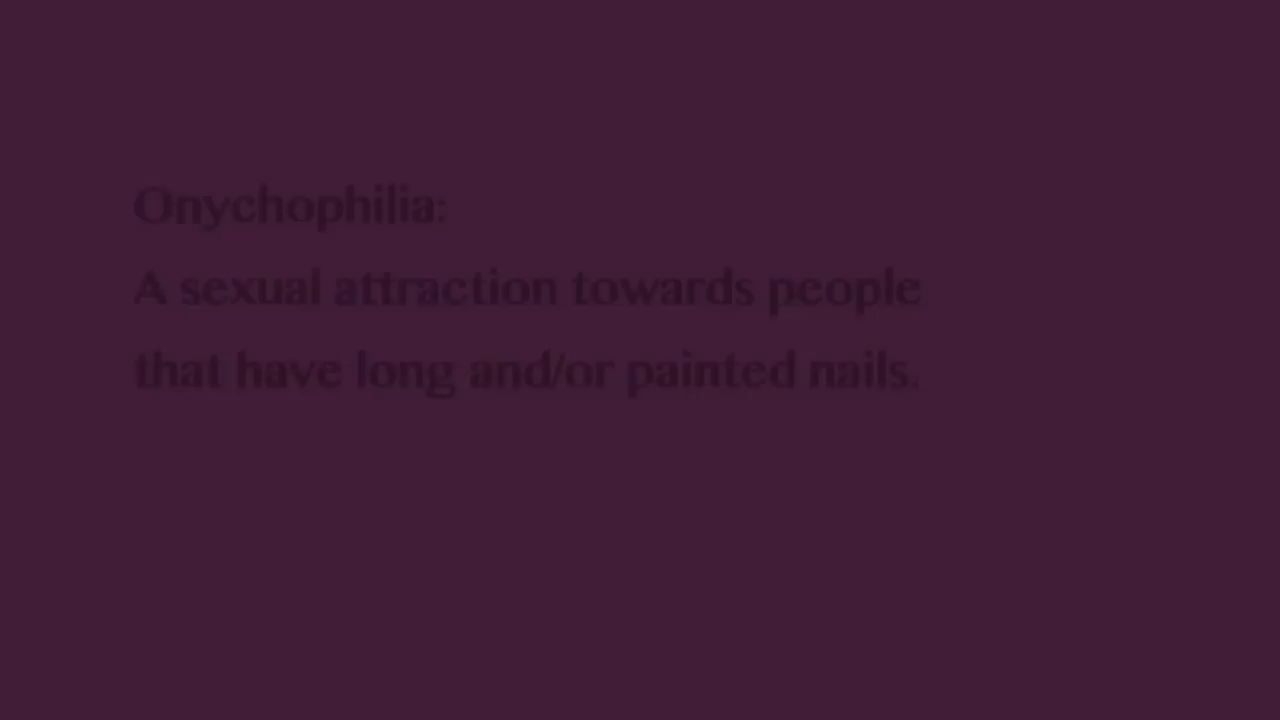 Onychophilia:
A sexual attraction towards people
that have long and/or painted nails.